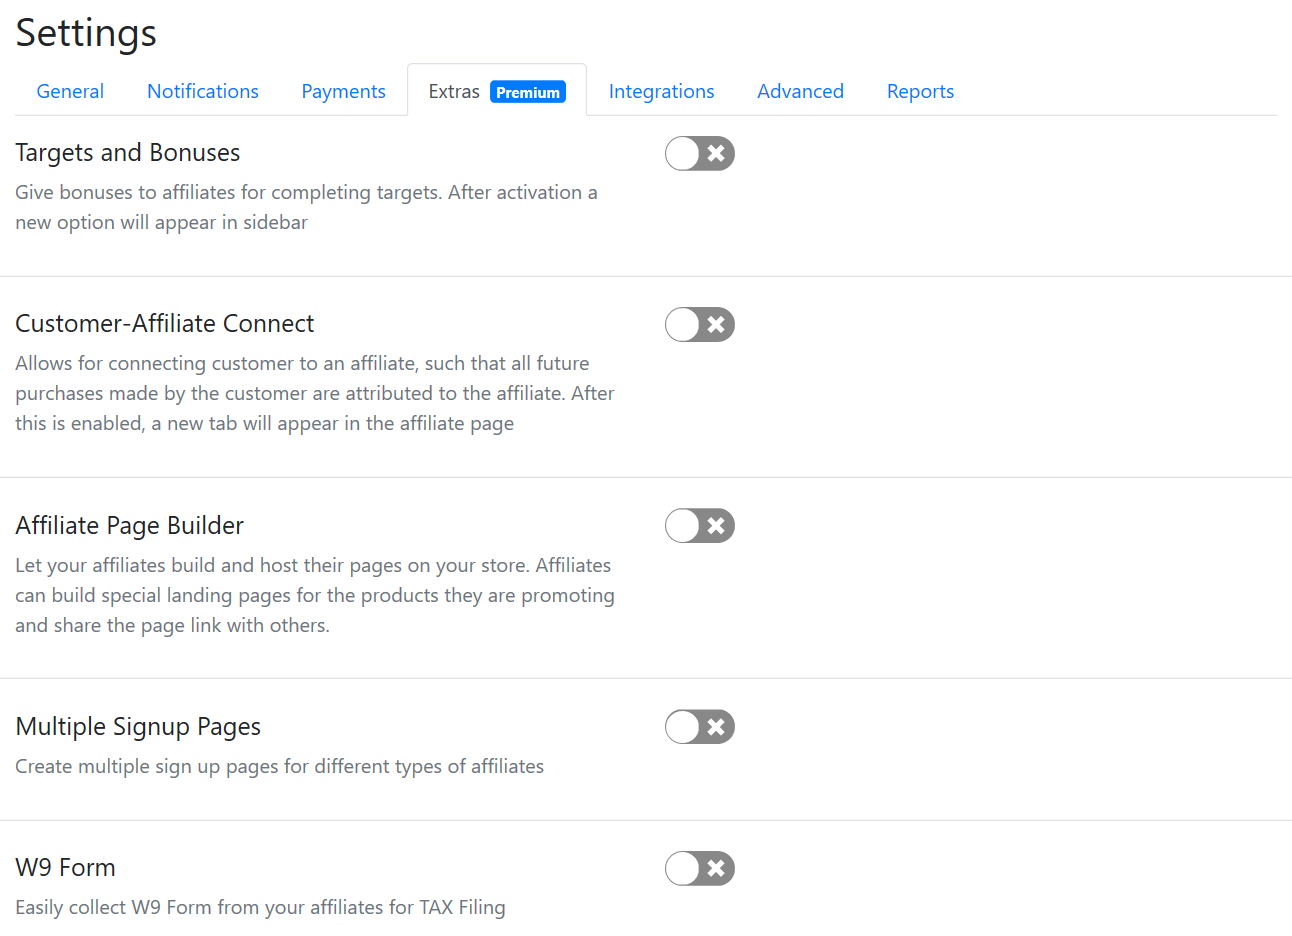 Settings
General Notifications Payments Extras Premium Integrations Advanced Reports
Targets and Bonuses
Give bonuses to affiliates for completing targets. After activation a
new option will appear in sidebar
Customer-Affiliate Connect
Allows for connecting customer to an affiliate, such that all future
purchases made by the customer are attributed to the affiliate. After
this is enabled, a new tab will appear in the affiliate page
Affiliate Page Builder
Let your affiliates build and host their pages on your store. Affiliates
can build special landing pages for the products they are promoting
and share the page link with others.
Multiple Signup Pages
Create multiple sign up pages for different types of affiliates
W9 Form
Easily collect W9 Form from your affiliates for TAX Filing